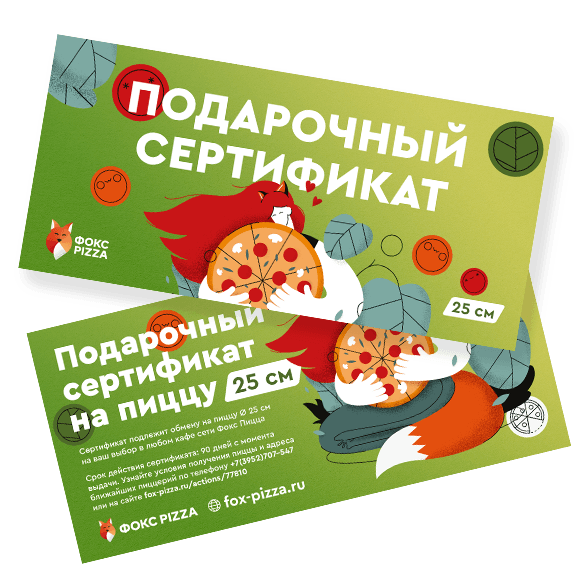 ПОДАРОЧНЫЙ
СЕРТИФИКАТ
ФОКС
PIZZA
25 СМ
Подарочный
сертификат
на пиццу 25 СМ
Сертификат подлежит обмену на пиццу Ø 25 см
на ваш выбор в любом кафе сети Фокс Пицца
Срок действия сертификата: 90 дней с момента
выдачи. Узнайте условия получения пиццы и адреса
ближайших пиццерий по телефону +7(3952)707-547
или на сайте fox-pizza.ru/actions/77810
ФОКС PIZZA
fox-pizza.ru